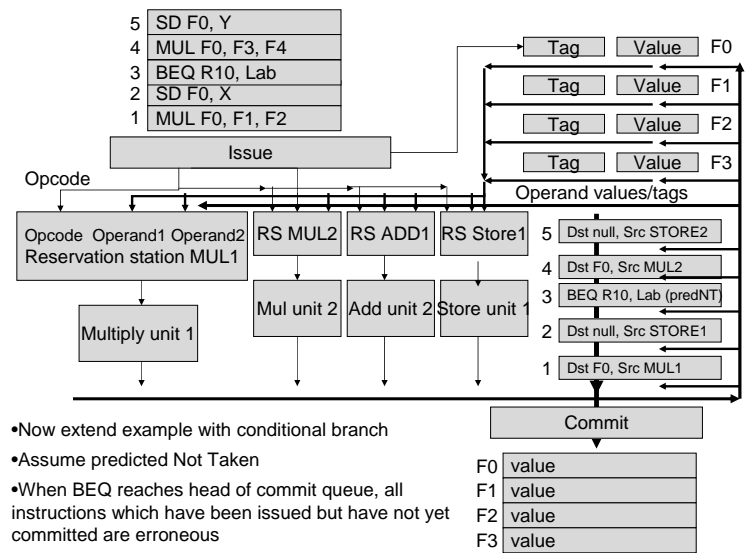 5 SD F0, Y
4 MUL F0, F3, F4
3 BEQ R10, Lab
2 SD F0, X
1 MUL F0, F1, F2
Issue
Tag Value F0
Tag Value F1
Tag Value F2
Tag Value F3
Opcode
Operand values/tags
Opcode Operand1 Operand2
Reservation station MUL1
RS MUL2
RS ADD1
RS Store1
Multiply unit 1
Mul unit 2
Add unit 2
Store unit 1
5 Dst null, Src STORE2
4 Dst F0, Src MUL2
3 BEQ R10, Lab (predNT)
2 Dst null, Src STORE1
1 Dst F0, Src MUL1
Commit
F0 value
F1 value
F2 value
F3 value
•Now extend example with conditional branch
•Assume predicted Not Taken
•When BEQ reaches head of commit queue, all
instructions which have been issued but have not yet
committed are erroneous